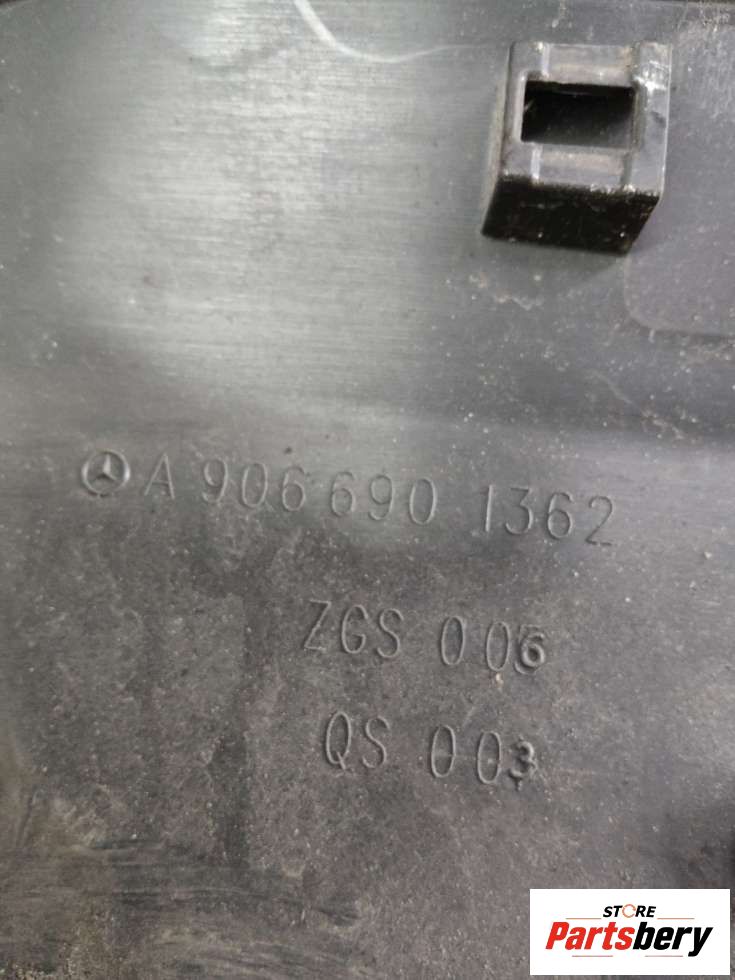 A 906 690 1362
ZGS 006
QS 003
STORE
Partsbery